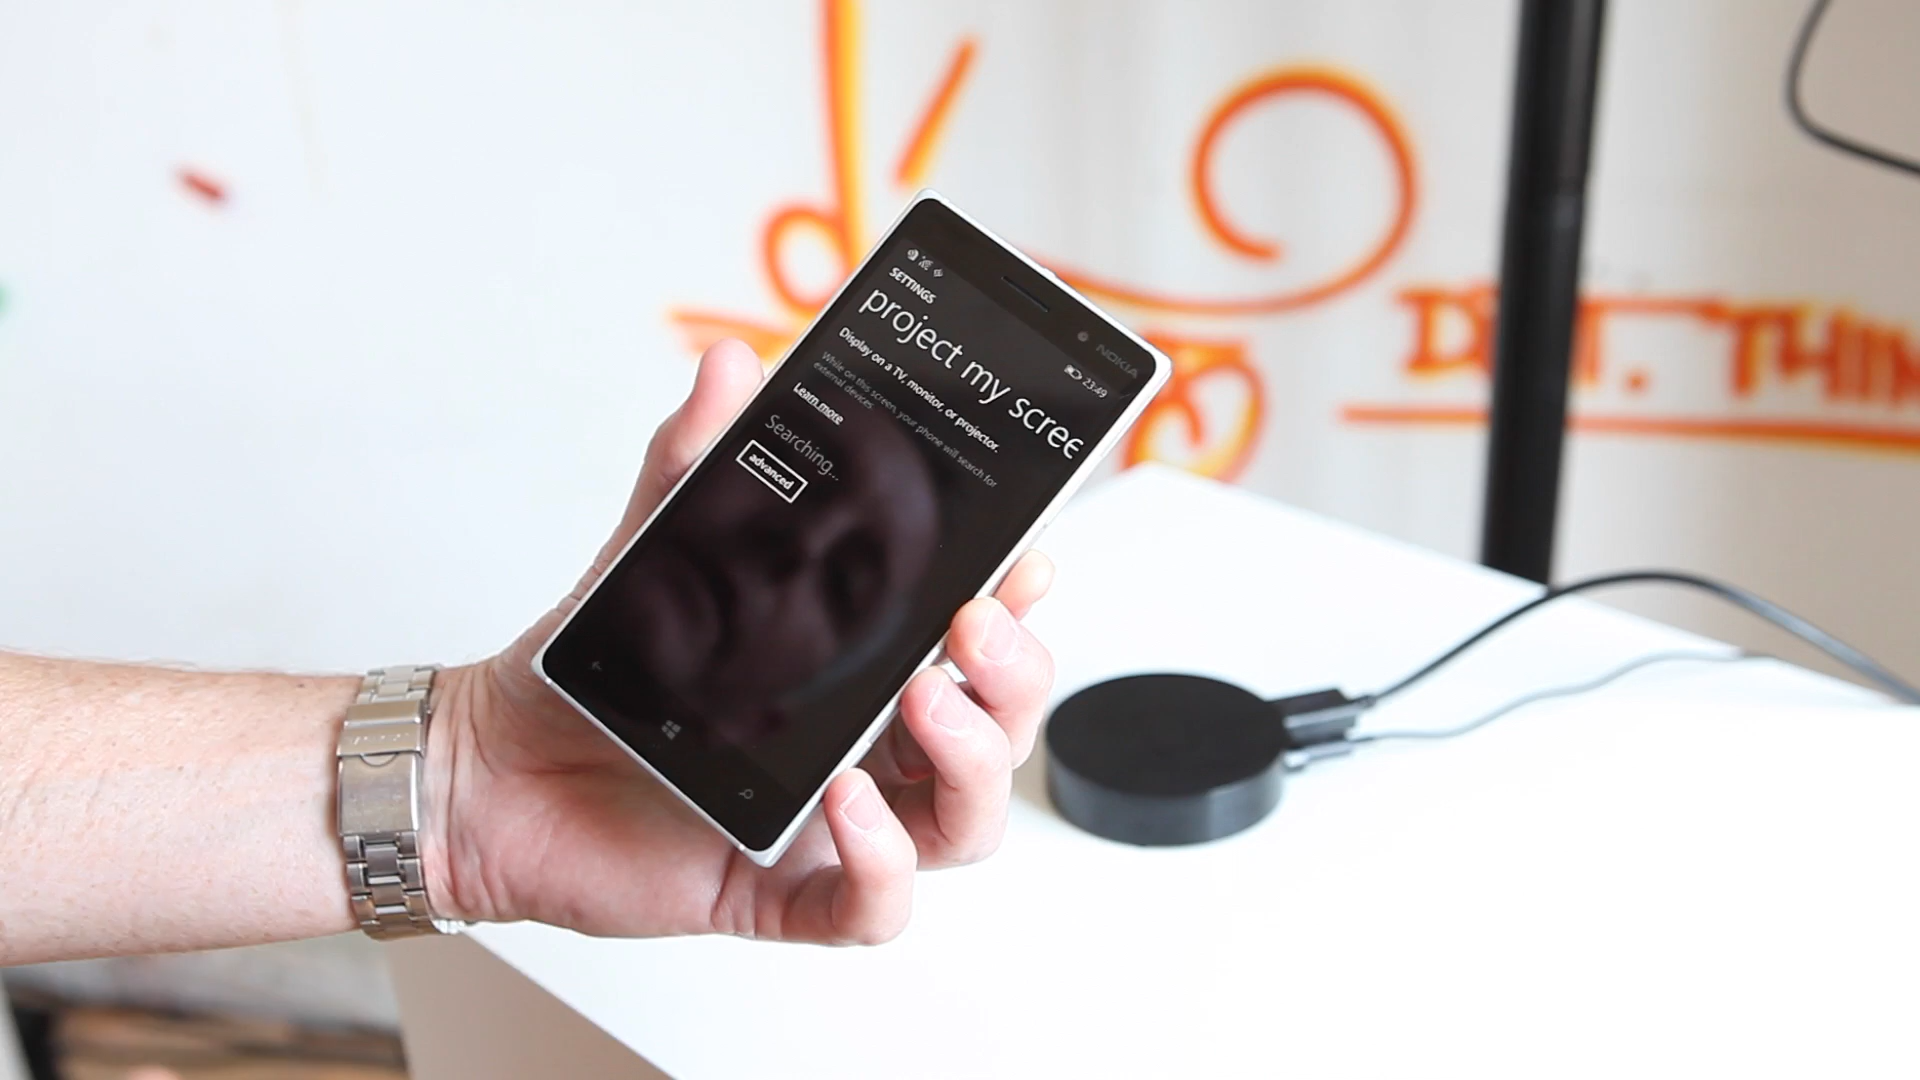 NOKIA
23:49
SETTINGS
project my scree
Display on a TV, monitor, or projector.
While on this screen, your phone will search for
external devices.
Learn more
Searching...
advanced
THIN